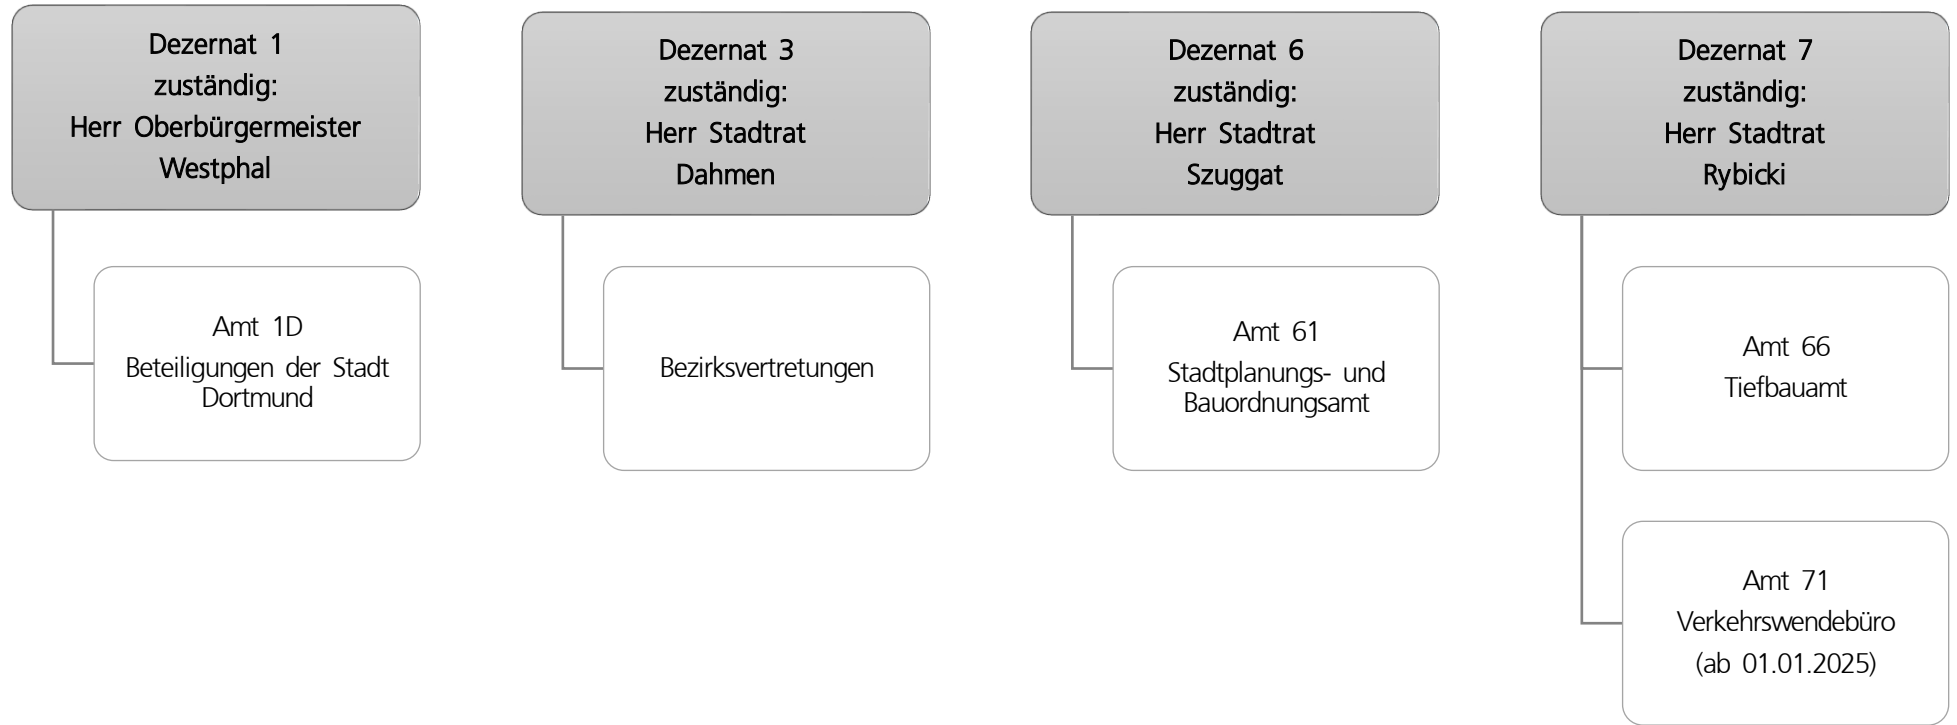 Dezernat 1
zuständig:
Herr Oberbürgermeister
Westphal
Amt 1D
Beteiligungen der Stadt
Dortmund
Dezernat 3
zuständig:
Herr Stadtrat
Dahmen
Bezirksvertretungen
Dezernat 6
zuständig:
Herr Stadtrat
Szuggat
Amt 61
Stadtplanungs- und
Bauordnungsamt
Dezernat 7
zuständig:
Herr Stadtrat
Rybicki
Amt 66
Tiefbauamt
Amt 71
Verkehrswendebüro
(ab 01.01.2025)